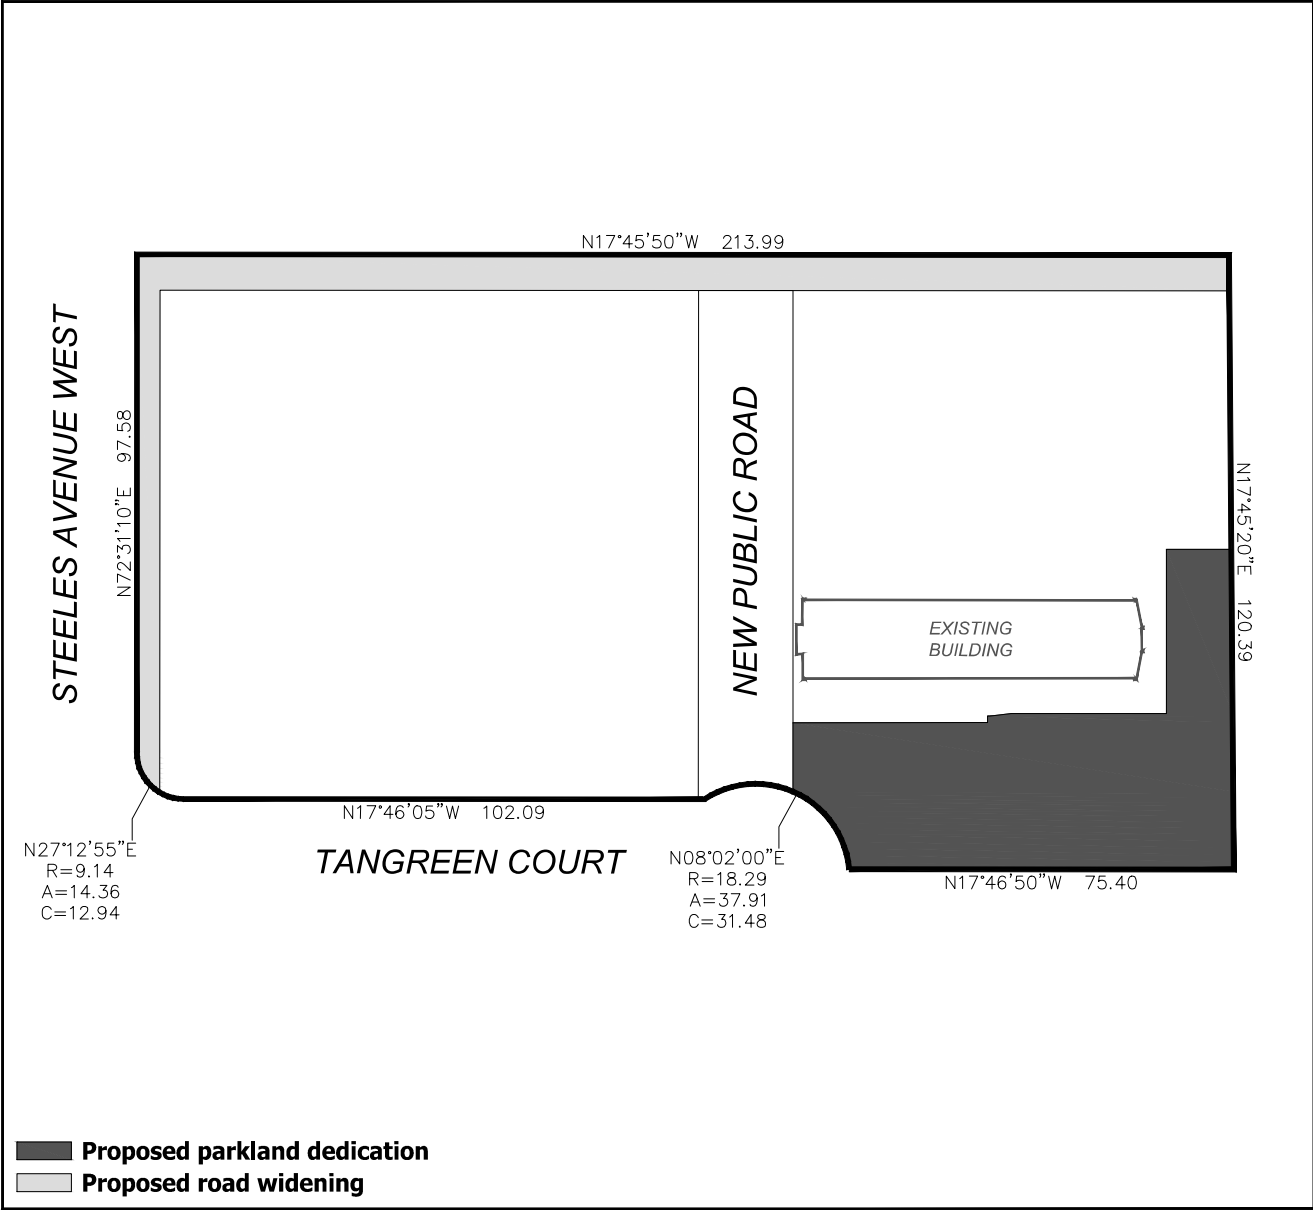 N17°45'50"W 213.99
STEELES AVENUE WEST
N72°31'10"E 97.58
NEW PUBLIC ROAD
N17°45'20"E 120.39
EXISTING
BUILDING
N17°46'05"W 102.09
TANGREEN COURT
N27°12'55"E
R=9.14
A=14.36
C=12.94
N08°02'00"E
R=18.29
A=37.91
C=31.48
N17°46'50"W 75.40
Proposed parkland dedication
Proposed road widening